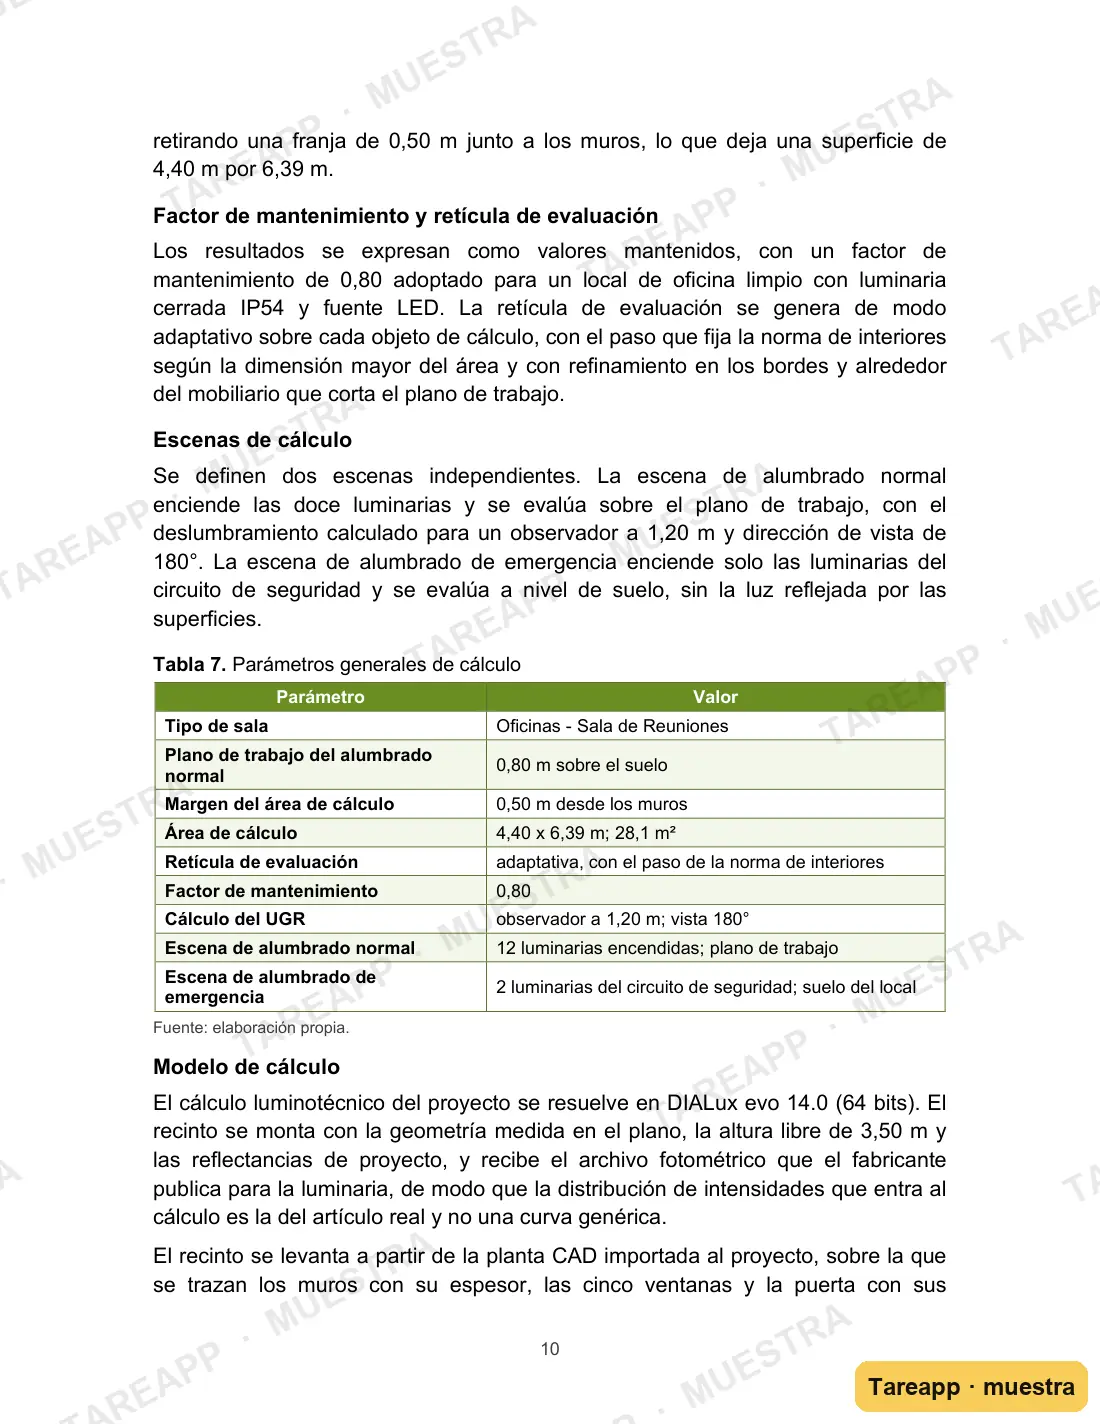 retirando una franja de 0,50 m junto a los muros, lo que deja una superficie de
4,40 m por 6,39 m.
Factor de mantenimiento y retícula de evaluación
Los resultados se expresan como valores mantenidos, con un factor de
mantenimiento de 0,80 adoptado para un local de oficina limpio con luminaria
cerrada IP54 y fuente LED. La retícula de evaluación se genera de modo
adaptativo sobre cada objeto de cálculo, con el paso que fija la norma de interiores
según la dimensión mayor del área y con refinamiento en los bordes y alrededor
del mobiliario que corta el plano de trabajo.
Escenas de cálculo
Se definen dos escenas independientes. La escena de alumbrado normal
enciende las doce luminarias y se evalúa sobre el plano de trabajo, con el
deslumbramiento calculado para un observador a 1,20 m y dirección de vista de
180°. La escena de alumbrado de emergencia enciende solo las luminarias del
circuito de seguridad y se evalúa a nivel de suelo, sin la luz reflejada por las
superficies.
Tabla 7. Parámetros generales de cálculo
Parámetro Valor
Tipo de sala Oficinas - Sala de Reuniones
Plano de trabajo del alumbrado
normal 0,80 m sobre el suelo
Margen del área de cálculo 0,50 m desde los muros
Área de cálculo 4,40 x 6,39 m; 28,1 m²
Retícula de evaluación adaptativa, con el paso de la norma de interiores
Factor de mantenimiento 0,80
Cálculo del UGR observador a 1,20 m; vista 180°
Escena de alumbrado normal 12 luminarias encendidas; plano de trabajo
Escena de alumbrado de
emergencia 2 luminarias del circuito de seguridad; suelo del local
Fuente: elaboración propia.
Modelo de cálculo
El cálculo luminotécnico del proyecto se resuelve en DIALux evo 14.0 (64 bits). El
recinto se monta con la geometría medida en el plano, la altura libre de 3,50 m y
las reflectancias de proyecto, y recibe el archivo fotométrico que el fabricante
publica para la luminaria, de modo que la distribución de intensidades que entra al
cálculo es la del artículo real y no una curva genérica.
El recinto se levanta a partir de la planta CAD importada al proyecto, sobre la que
se trazan los muros con su espesor, las cinco ventanas y la puerta con sus
10
Tareapp · muestra
TAREAPP · MUESTRA